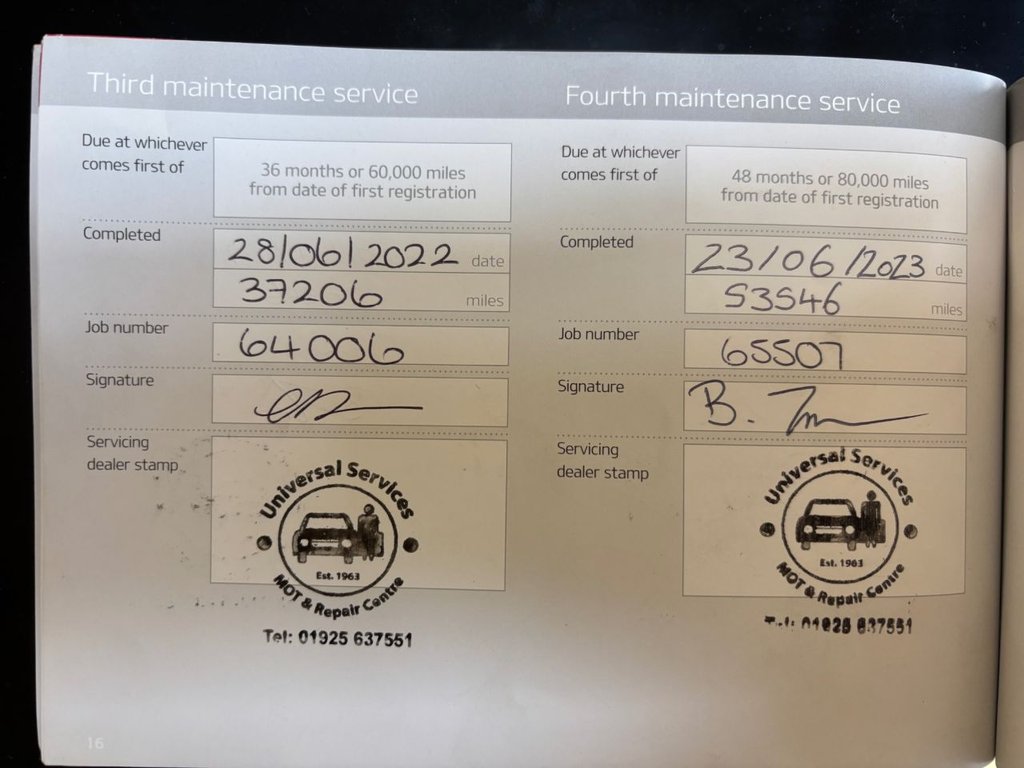 Third maintenance service
Due at whichever
comes first of
36 months or 60,000 miles
from date of first registration
Completed
28/06/2022 date
37206 miles
Job number
64006
Signature
Servicing
dealer stamp
Universal Services
Est. 1963
MOT & Repair Centre
Tel: 01925 637551
16
Fourth maintenance service
Due at whichever
comes first of
48 months or 80,000 miles
from date of first registration
Completed
23/06/2023 date
53546 miles
Job number
65507
Signature
B.
Servicing
dealer stamp
Universal Services
Est. 1963
MOT & Repair Centre
Tel: 01925 637551